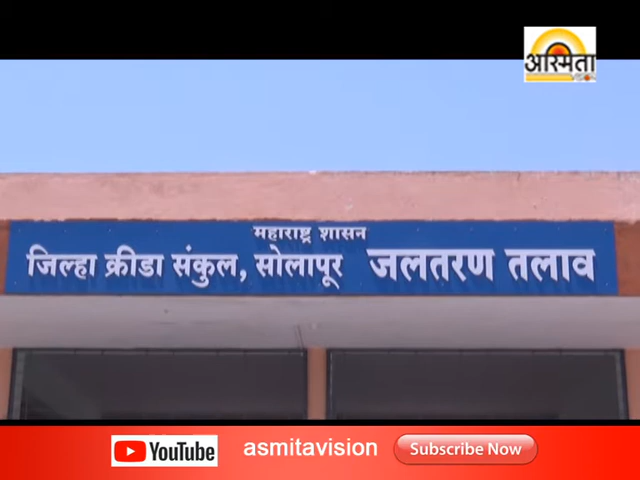 अस्मिता
महाराष्ट्र शासन
जिल्हा क्रीडा संकुल, सोलापूर जलतरण तलाव
YouTube asmitavision Subscribe Now